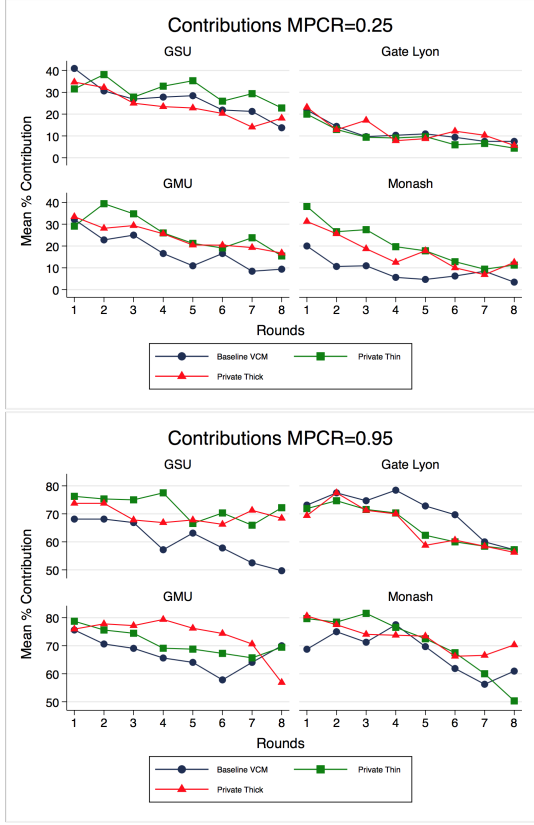 Contributions MPCR=0.25
GSU
Gate Lyon
40
30
20
10
0
GMU
Monash
40
30
20
10
0
Mean % Contribution
1 2 3 4 5 6 7 8 1 2 3 4 5 6 7 8
Rounds
Baseline VCM Private Thin
Private Thick
Contributions MPCR=0.95
GSU
Gate Lyon
80
70
60
50
GMU
Monash
80
70
60
50
Mean % Contribution
1 2 3 4 5 6 7 8 1 2 3 4 5 6 7 8
Rounds
Baseline VCM Private Thin
Private Thick